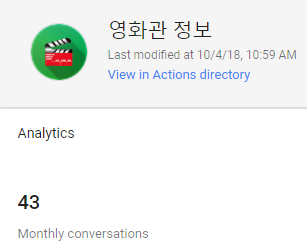 영화관 정보
Last modified at 10/4/18, 10:59 AM
View in Actions directory
Analytics
43
Monthly conversations